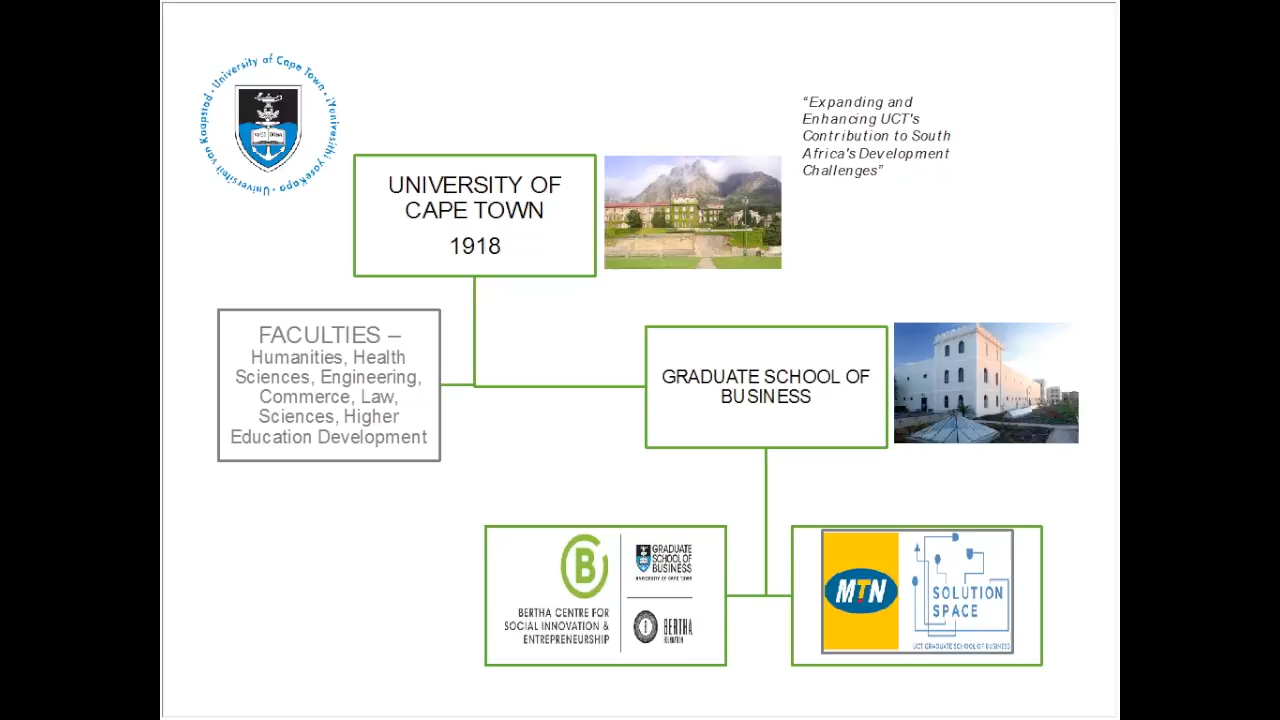 Universiteit van Kaapstad · University of Cape Town · iYunivesithi yaseKapa ·
"Expanding and
Enhancing UCT's
Contribution to South
Africa's Development
Challenges"
UNIVERSITY OF
CAPE TOWN
1918
FACULTIES –
Humanities, Health
Sciences, Engineering,
Commerce, Law,
Sciences, Higher
Education Development
GRADUATE SCHOOL OF
BUSINESS
B
BERTHA CENTRE FOR
SOCIAL INNOVATION &
ENTREPRENEURSHIP
GRADUATE
SCHOOL OF
BUSINESS
UNIVERSITY OF CAPE TOWN
BERTHA
FOUNDATION
MTN
SOLUTION
SPACE
UCT GRADUATE SCHOOL OF BUSINESS